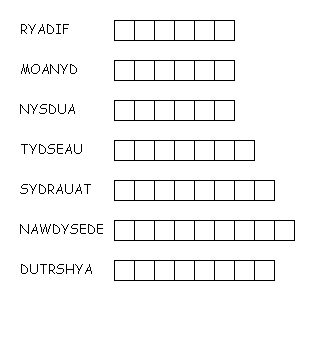 RYADIF
MOANYD
NYSDUA
TYDSEAU
SYDRAUAT
NAWDYSEDE
DUTRSHYA